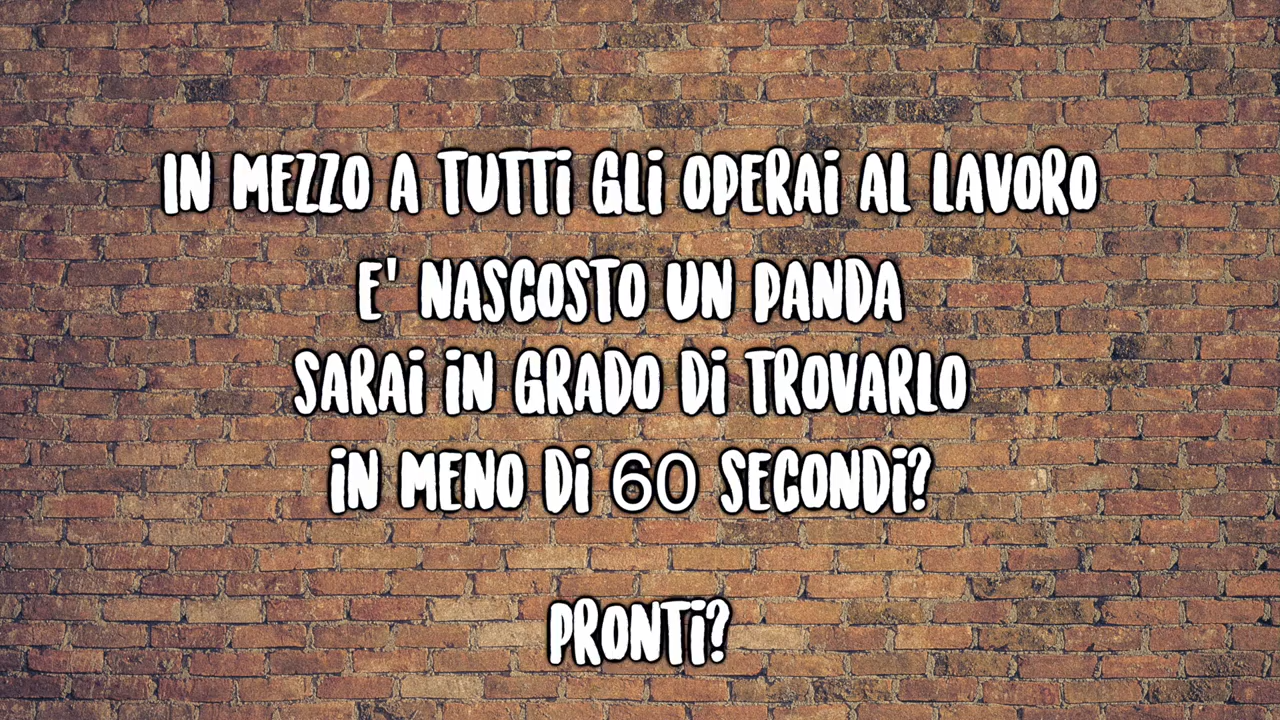 IN MEZZO A TUTTI GLI OPERAI AL LAVORO
E' NASCOSTO UN PANDA
SARAI IN GRADO DI TROVARLO
IN MENO DI 60 SECONDI?
PRONTI?